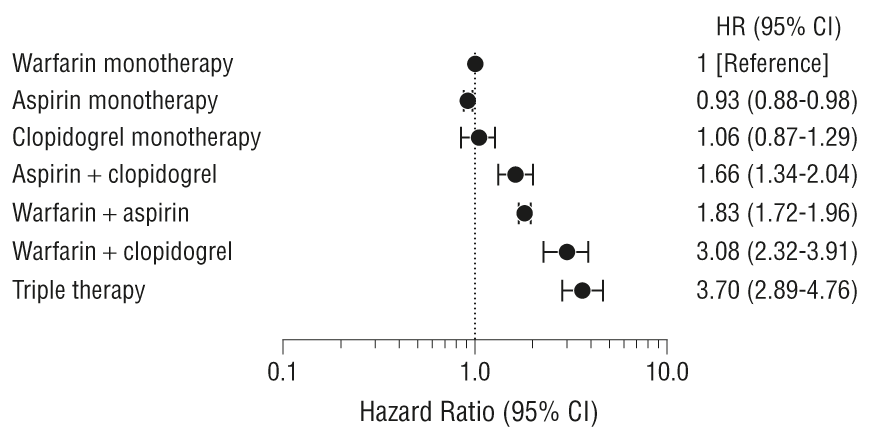 HR (95% CI)
Warfarin monotherapy 1 [Reference]
Aspirin monotherapy 0.93 (0.88-0.98)
Clopidogrel monotherapy 1.06 (0.87-1.29)
Aspirin + clopidogrel 1.66 (1.34-2.04)
Warfarin + aspirin 1.83 (1.72-1.96)
Warfarin + clopidogrel 3.08 (2.32-3.91)
Triple therapy 3.70 (2.89-4.76)
0.1 1.0 10.0
Hazard Ratio (95% CI)